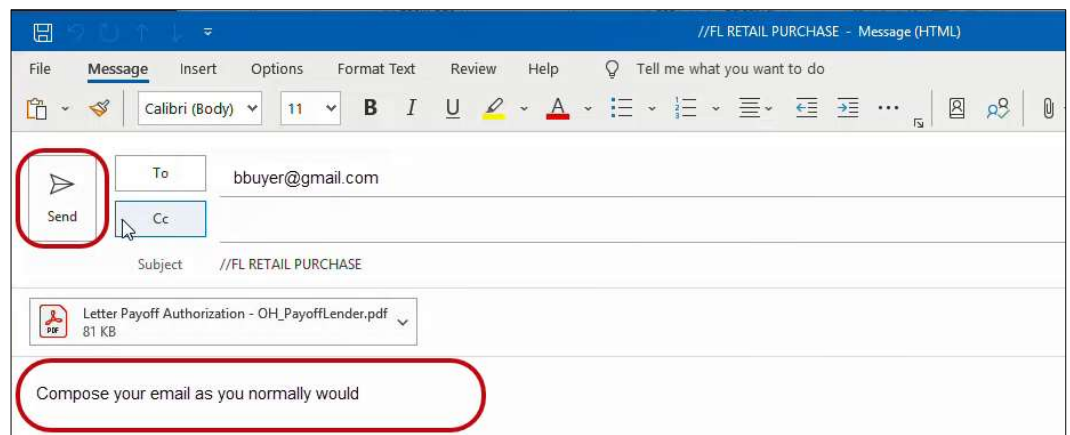 //FL RETAIL PURCHASE - Message (HTML)
File Message Insert Options Format Text Review Help Tell me what you want to do
Calibri (Body) 11 B I U A
To bbuyer@gmail.com
Send Cc
Subject //FL RETAIL PURCHASE
Letter Payoff Authorization - OH_PayoffLender.pdf
PDF 81 KB
Compose your email as you normally would